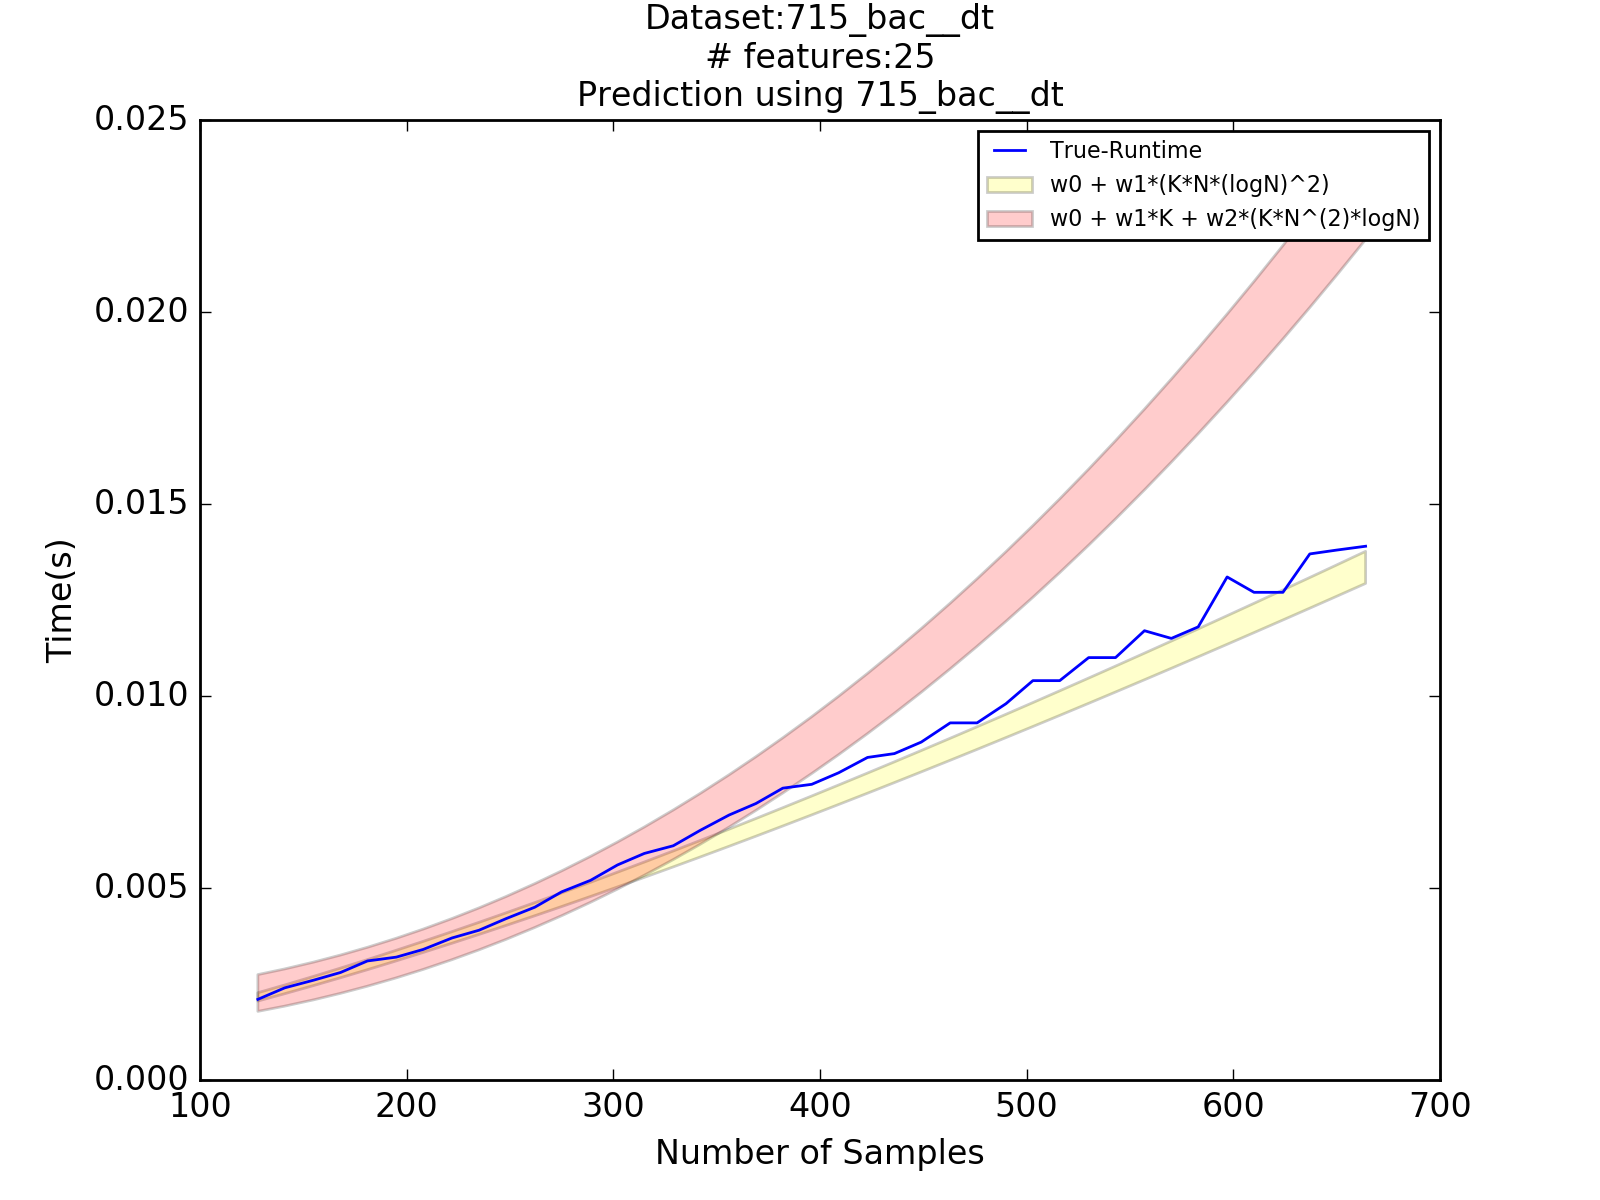 Dataset:715_bac__dt
# features:25
Prediction using 715_bac__dt
0.025
0.020
0.015
0.010
0.005
0.000
Time(s)
True-Runtime
w0 + w1*(K*N*(logN)^2)
w0 + w1*K + w2*(K*N^(2)*logN)
100 200 300 400 500 600 700
Number of Samples